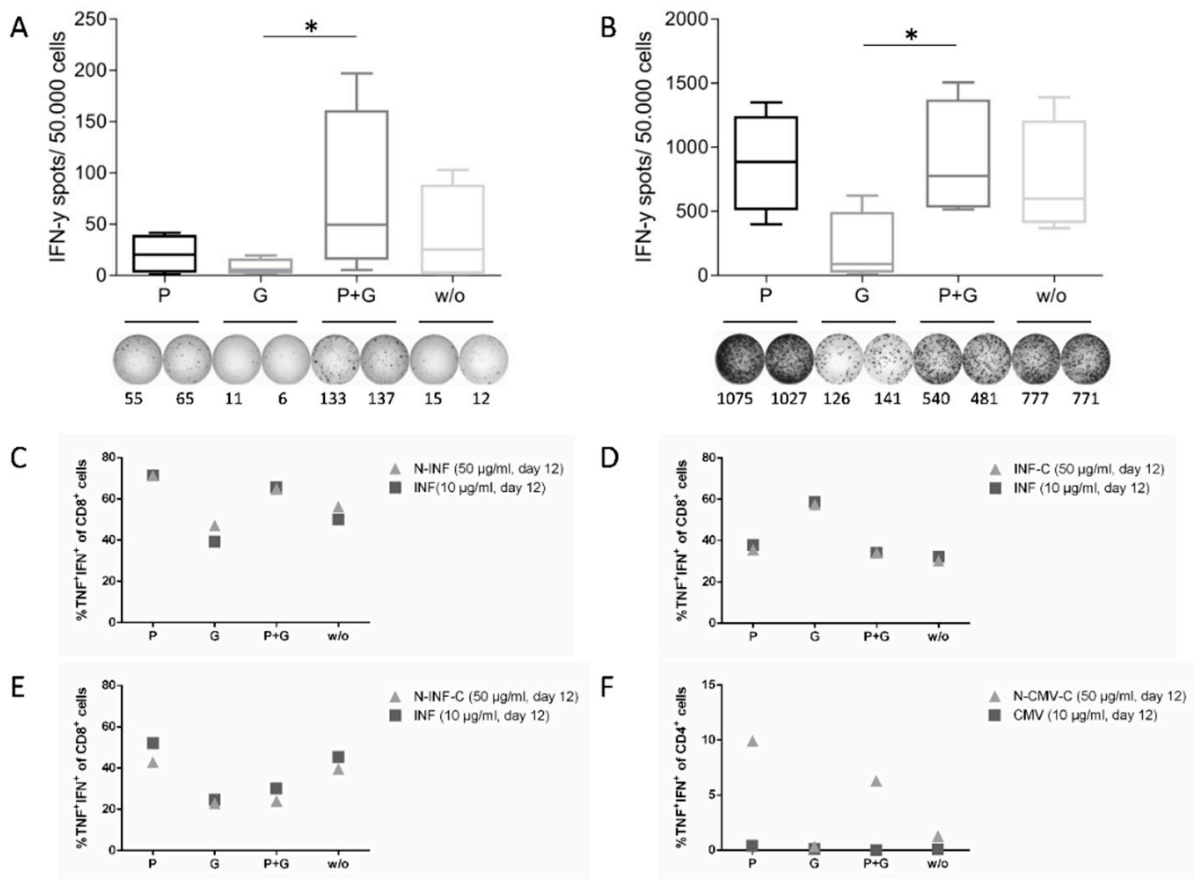 A
IFN-y spots/ 50.000 cells
250
200
150
100
50
0
*
P G P+G w/o
55 65 11 6 133 137 15 12
B
IFN-y spots/ 50.000 cells
2000
1500
1000
500
0
*
P G P+G w/o
1075 1027 126 141 540 481 777 771
C
%TNF⁺IFN⁺ of CD8⁺ cells
80
60
40
20
0
P G P+G w/o
N-INF (50 µg/ml, day 12)
INF(10 µg/ml, day 12)
D
%TNF⁺IFN⁺ of CD8⁺ cells
80
60
40
20
0
P G P+G w/o
INF-C (50 µg/ml, day 12)
INF (10 µg/ml, day 12)
E
%TNF⁺IFN⁺ of CD8⁺ cells
80
60
40
20
0
P G P+G w/o
N-INF-C (50 µg/ml, day 12)
INF (10 µg/ml, day 12)
F
%TNF⁺IFN⁺ of CD4⁺ cells
15
10
5
0
P G P+G w/o
N-CMV-C (50 µg/ml, day 12)
CMV (10 µg/ml, day 12)